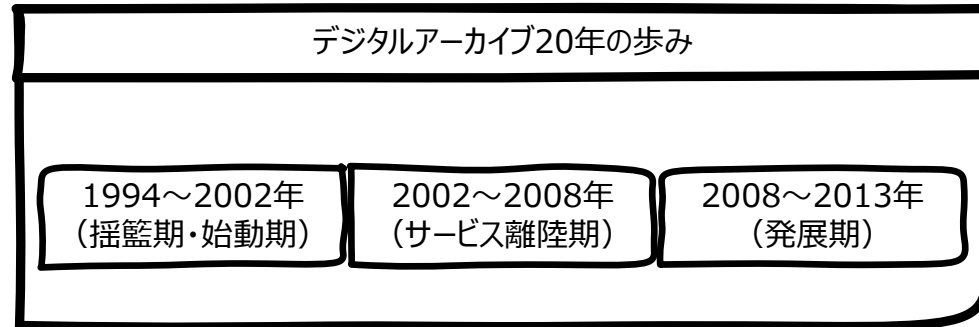 デジタルアーカイブ20年の歩み
1994～2002年
（揺籃期・始動期）
2002～2008年
（サービス離陸期）
2008～2013年
（発展期）